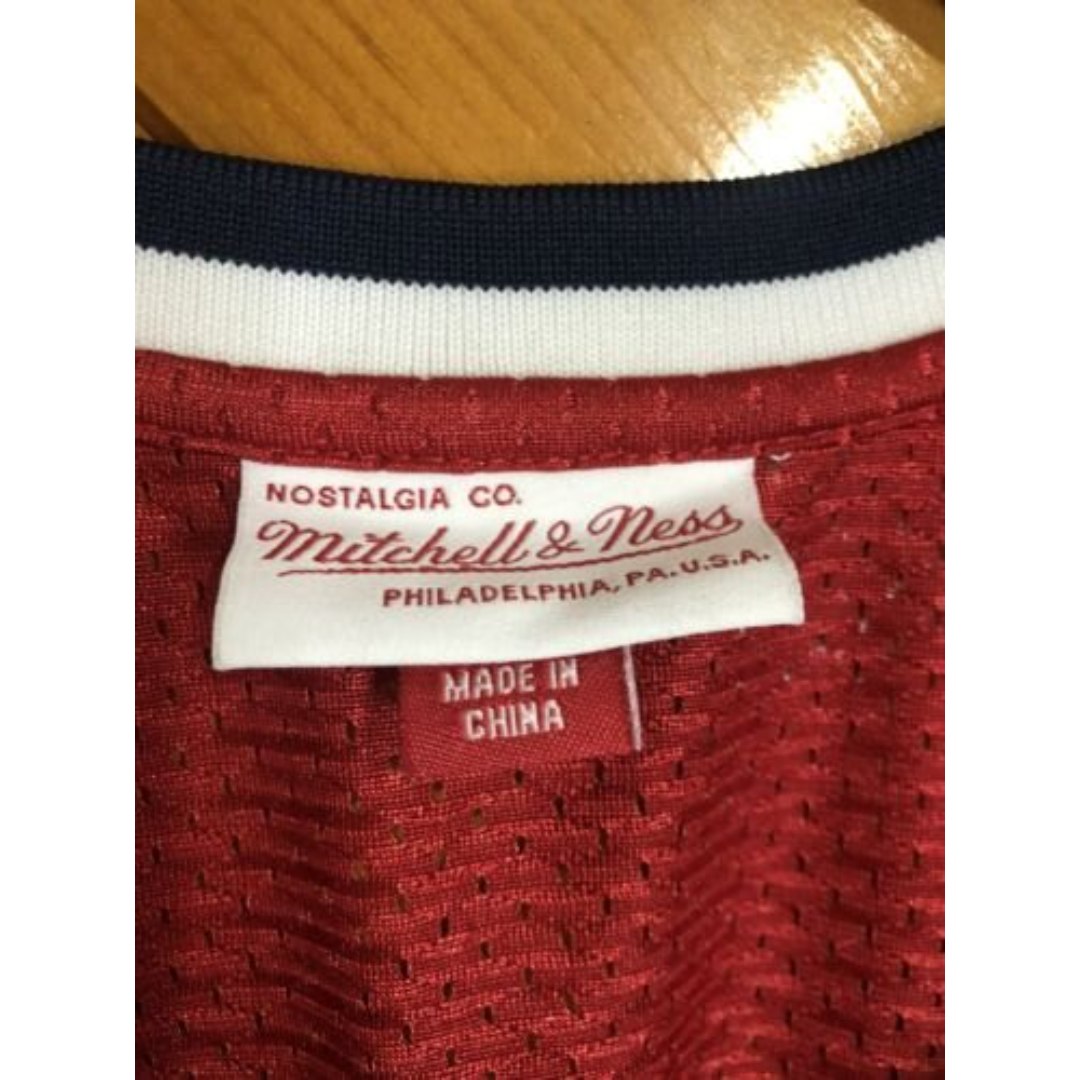 NOSTALGIA CO.
Mitchell & Ness
PHILADELPHIA, PA. U.S.A.
MADE IN
CHINA